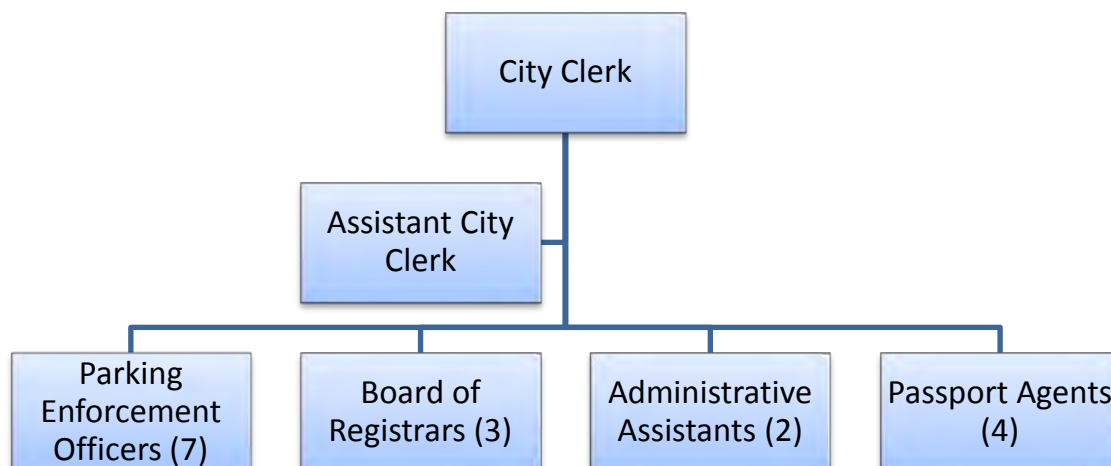 City Clerk
Assistant City
Clerk
Parking
Enforcement
Officers (7)
Board of
Registrars (3)
Administrative
Assistants (2)
Passport Agents
(4)